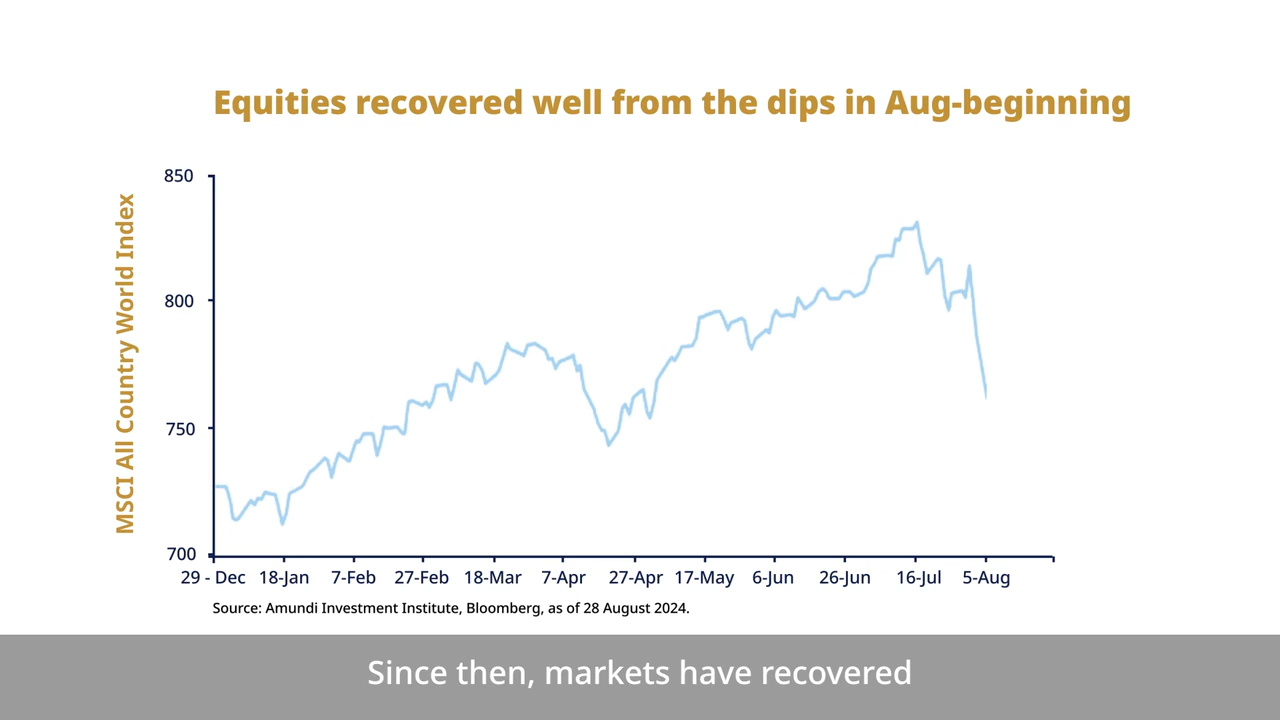 Equities recovered well from the dips in Aug-beginning
MSCI All Country World Index
850
800
750
700
29 - Dec 18-Jan 7-Feb 27-Feb 18-Mar 7-Apr 27-Apr 17-May 6-Jun 26-Jun 16-Jul 5-Aug
Source: Amundi Investment Institute, Bloomberg, as of 28 August 2024.
Since then, markets have recovered